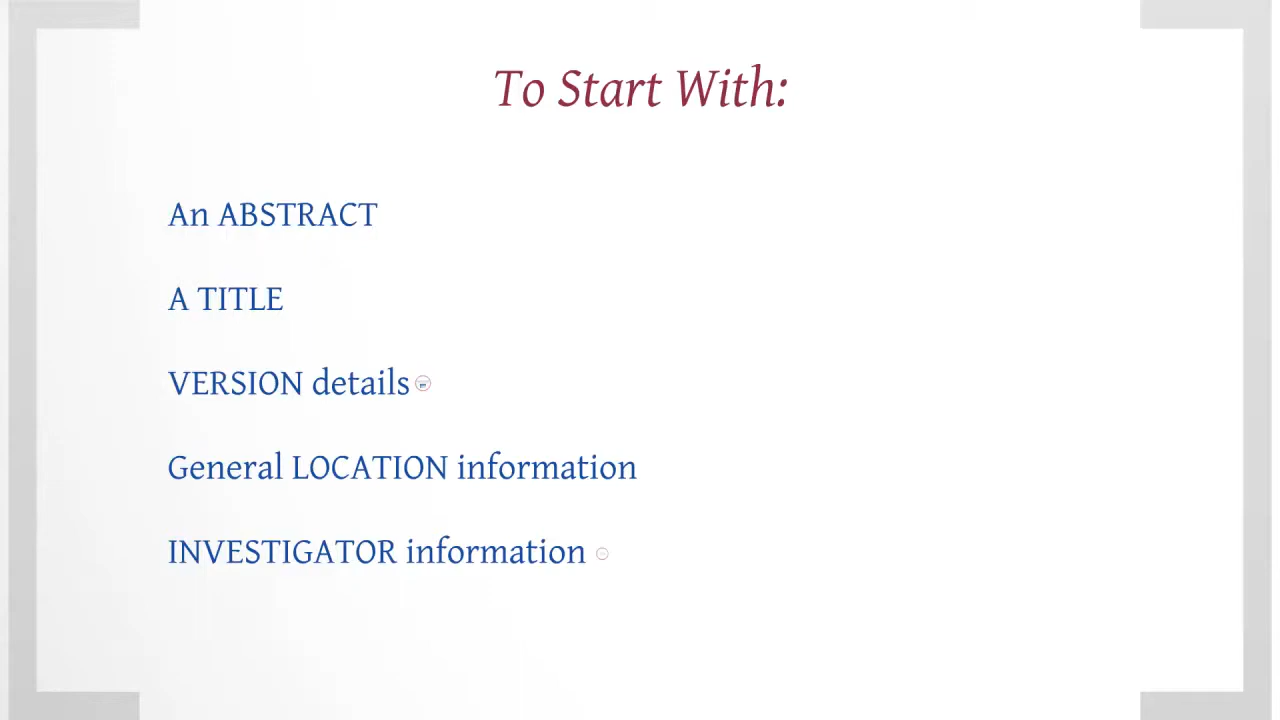 To Start With:
An ABSTRACT
A TITLE
VERSION details
General LOCATION information
INVESTIGATOR information